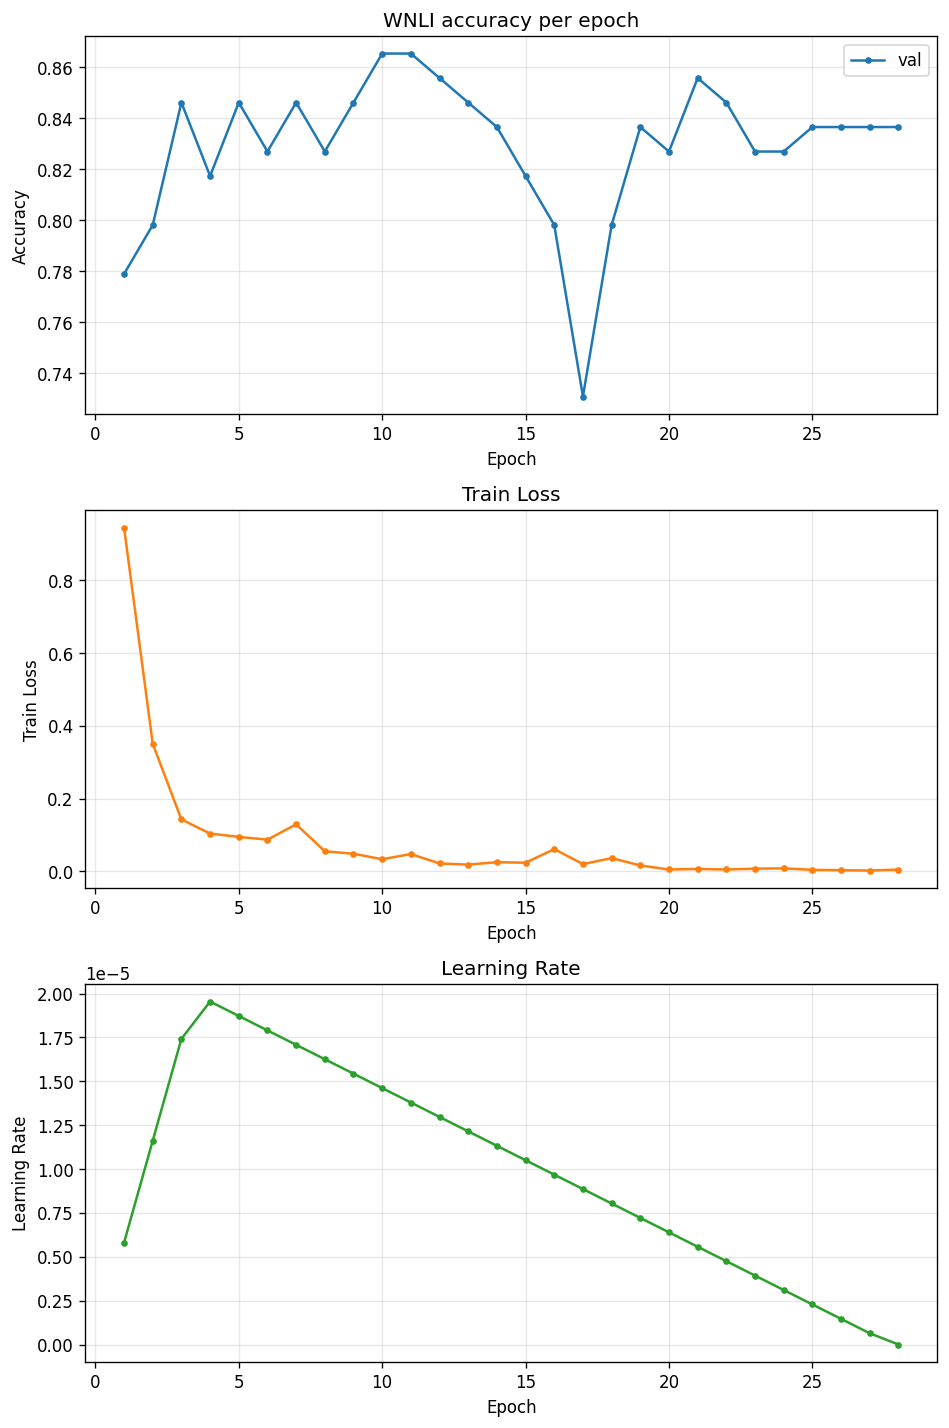 WNLI accuracy per epoch
val
0.86
0.84
0.82
0.80
0.78
0.76
0.74
Accuracy
0 5 10 15 20 25
Epoch
Train Loss
0.8
0.6
0.4
0.2
0.0
Train Loss
0 5 10 15 20 25
Epoch
Learning Rate
1e−5
2.00
1.75
1.50
1.25
1.00
0.75
0.50
0.25
0.00
Learning Rate
0 5 10 15 20 25
Epoch